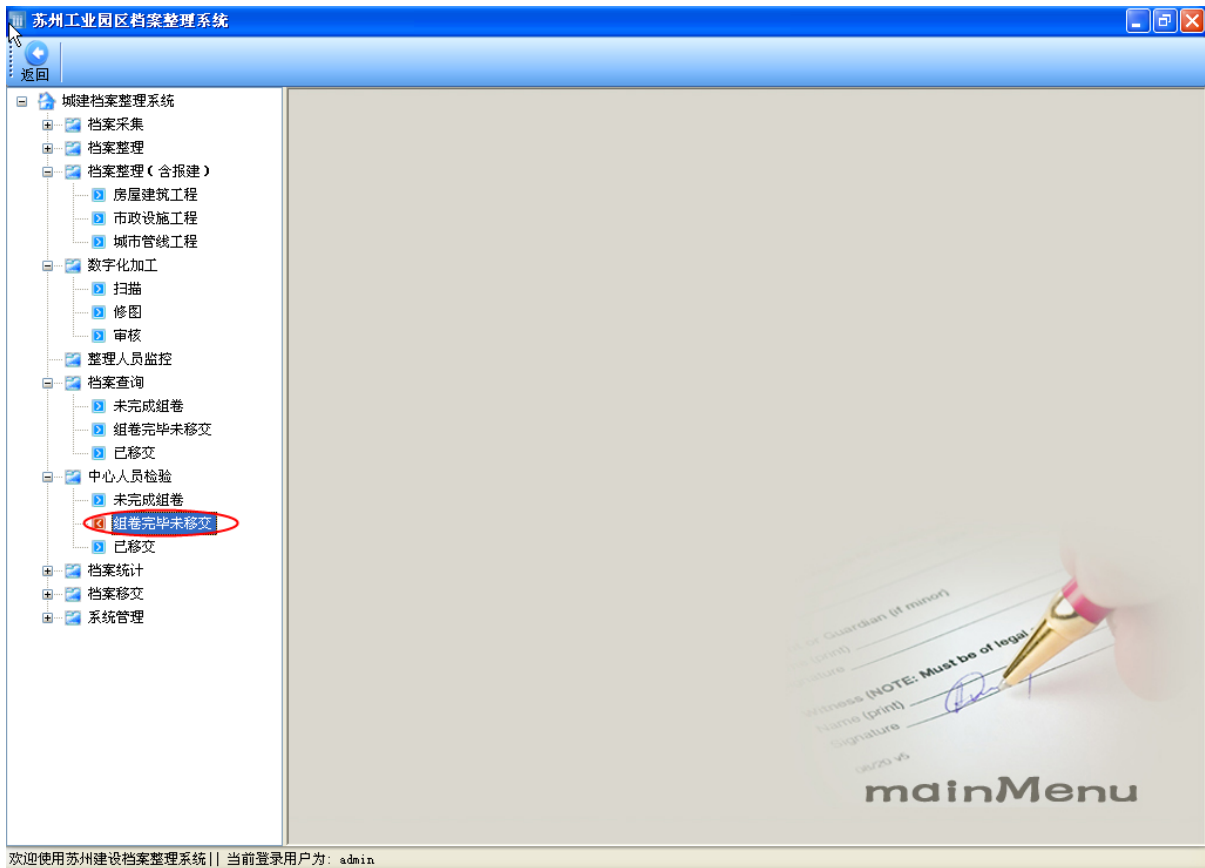 苏州工业园区档案整理系统
返回
城建档案整理系统
档案采集
档案整理
档案整理(含报建)
房屋建筑工程
市政设施工程
城市管线工程
数字化加工
扫描
修图
审核
整理人员监控
档案查询
未完成组卷
组卷完毕未移交
已移交
中心人员检验
未完成组卷
组卷完毕未移交
已移交
档案统计
档案移交
系统管理
or Guardian (if minor)
(print)
Witness (NOTE: Must be of legal
Name (print)
Signature
mainMenu
欢迎使用苏州建设档案整理系统|| 当前登录用户为: admin